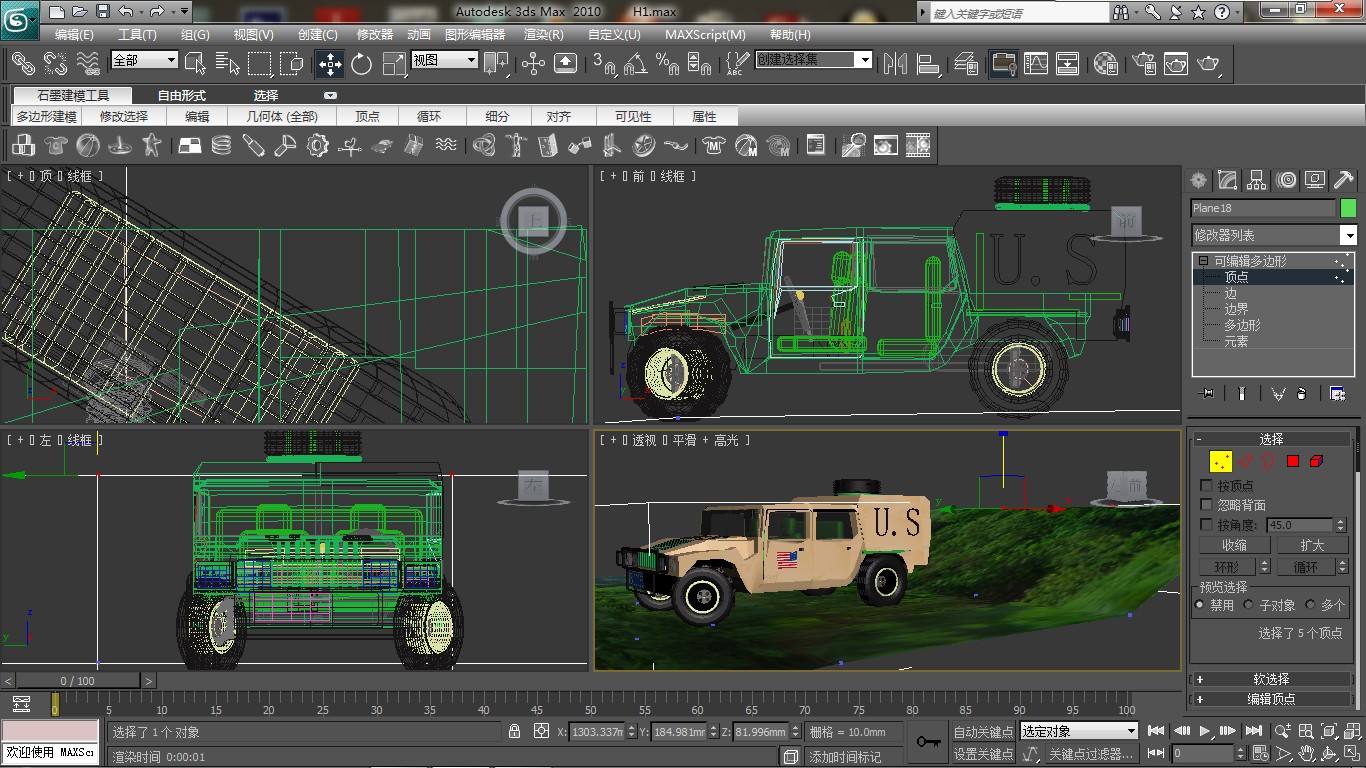 Autodesk 3ds Max 2010 H1.max
键入关键字或短语
编辑(E) 工具(T) 组(G) 视图(V) 创建(C) 修改器 动画 图形编辑器 渲染(R) 自定义(U) MAXScript(M) 帮助(H)
全部 视图 3 ABC 创建选择集
石墨建模工具 自由形式 选择
多边形建模 修改选择 编辑 几何体 (全部) 顶点 循环 细分 对齐 可见性 属性
[ + ▯ 顶 ▯ 线框 ]
上
[ + ▯ 前 ▯ 线框 ]
前
U.S
[ + ▯ 左 ▯ 线框 ]
左
[ + ▯ 透视 ▯ 平滑 + 高光 ]
前
U.S
Plane18
修改器列表
可编辑多边形
顶点
边
边界
多边形
元素
选择
按顶点
忽略背面
按角度: 45.0
收缩 扩大
环形 循环
预览选择
禁用 子对象 多个
选择了 5 个顶点
+ 软选择
+ 编辑顶点
< 0 / 100 >
0 5 10 15 20 25 30 35 40 45 50 55 60 65 70 75 80 85 90 95 100
选择了 1 个 对象 X: 1303.337m Y: 184.981mm Z: 81.996mm 栅格 = 10.0mm 自动关键点 选定对象
欢迎使用 MAXSc 渲染时间 0:00:01 添加时间标记 设置关键点 关键点过滤器... 0